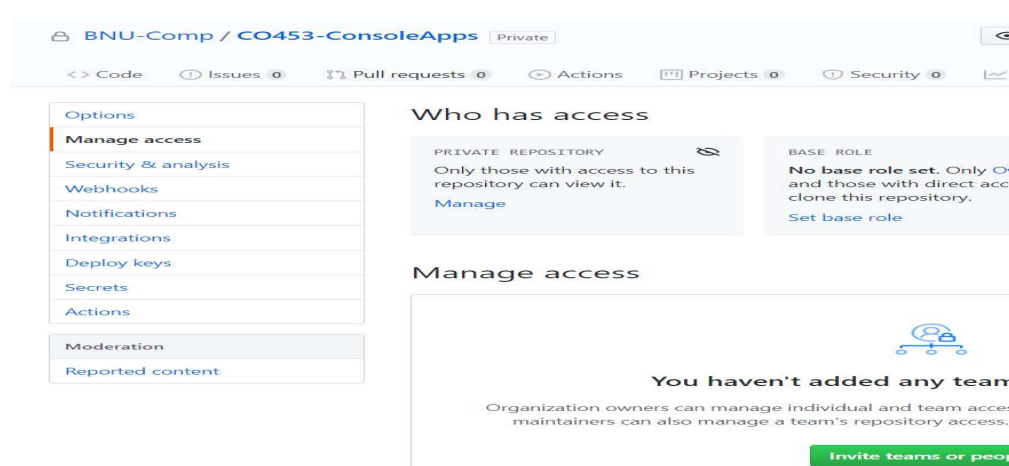 BNU-Comp / CO453-ConsoleApps Private
<> Code Issues 0 Pull requests 0 Actions Projects 0 Security 0
Options
Manage access
Security & analysis
Webhooks
Notifications
Integrations
Deploy keys
Secrets
Actions
Moderation
Reported content
Who has access
PRIVATE REPOSITORY
Only those with access to this
repository can view it.
Manage
BASE ROLE
No base role set. Only
and those with direct
clone this repository.
Set base role
Manage access
You haven't added any
Organization owners can manage individual and team
maintainers can also manage a team's repository access.
Invite teams or